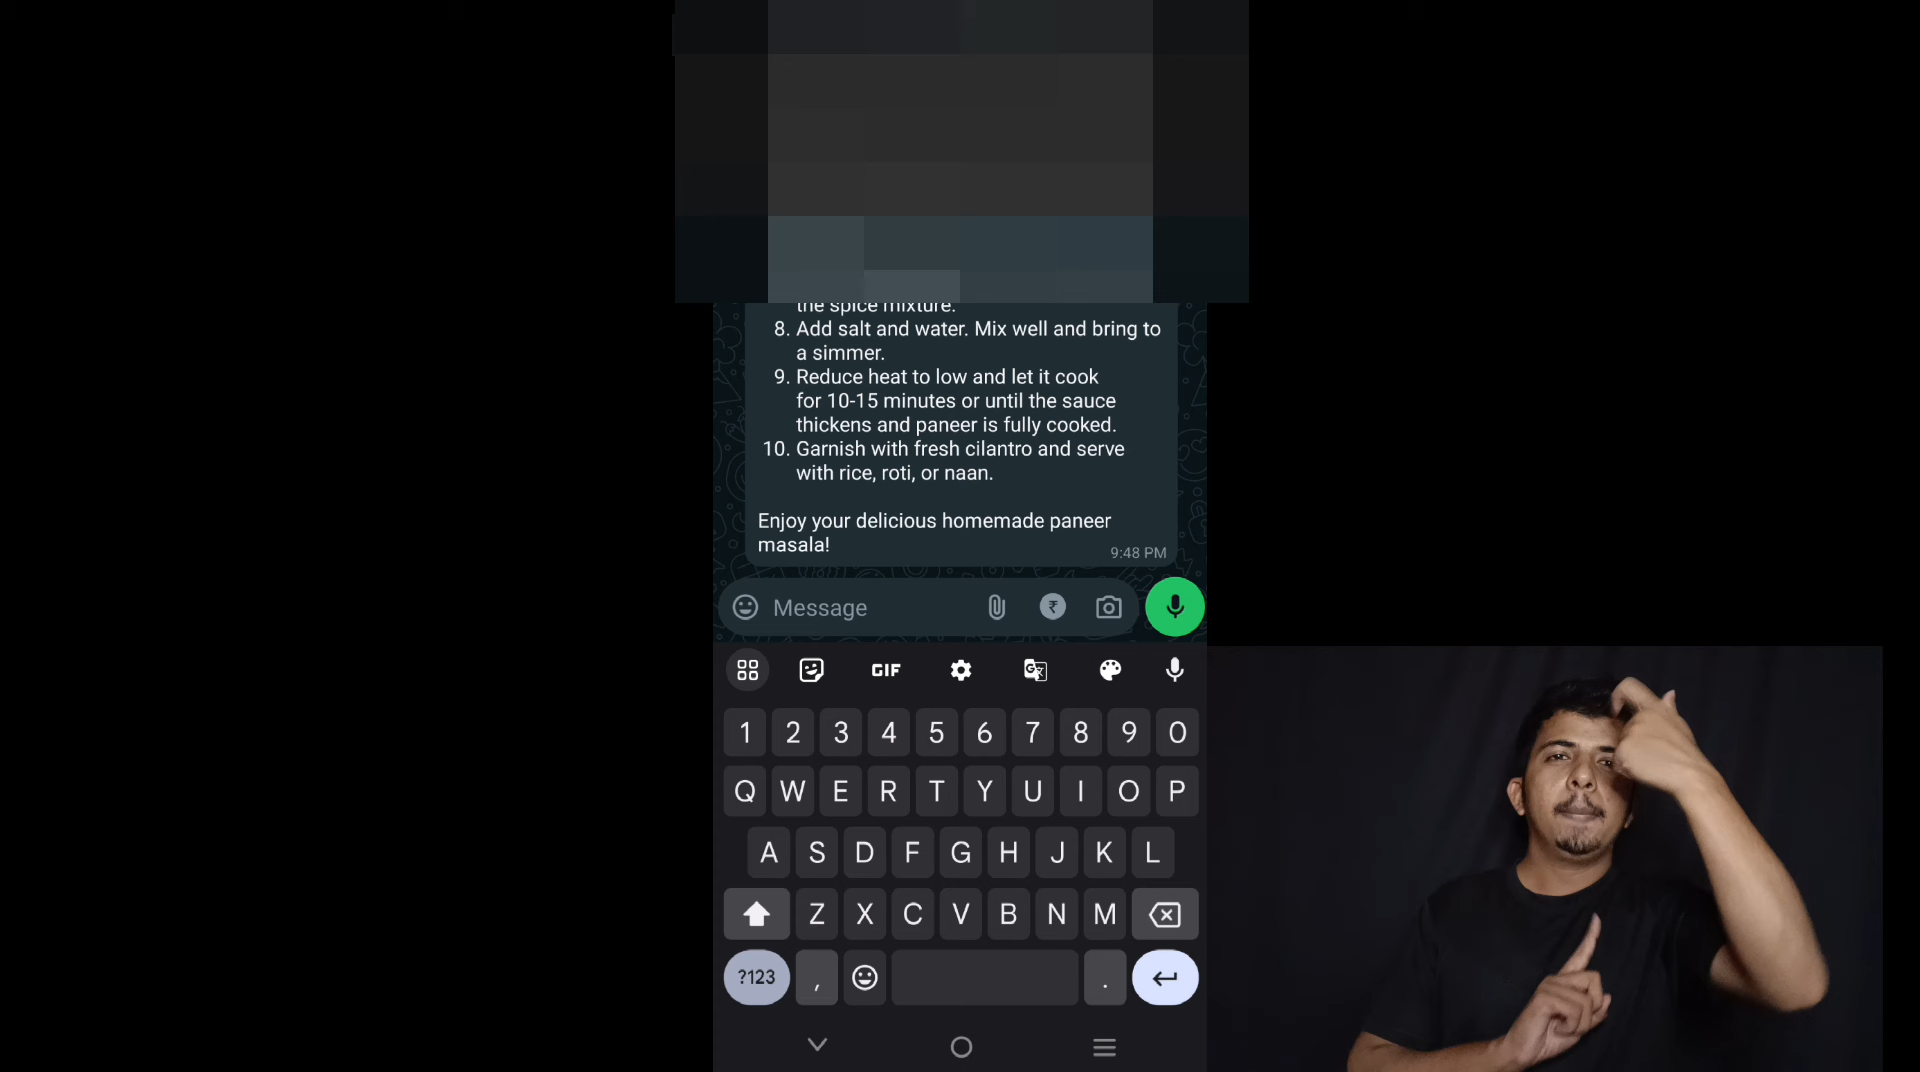 the spice mixture.
8. Add salt and water. Mix well and bring to
a simmer.
9. Reduce heat to low and let it cook
for 10-15 minutes or until the sauce
thickens and paneer is fully cooked.
10. Garnish with fresh cilantro and serve
with rice, roti, or naan.
Enjoy your delicious homemade paneer
masala!
9:48 PM
Message
₹
GIF
G
1 2 3 4 5 6 7 8 9 0
Q W E R T Y U I O P
A S D F G H J K L
Z X C V B N M
?123 , .